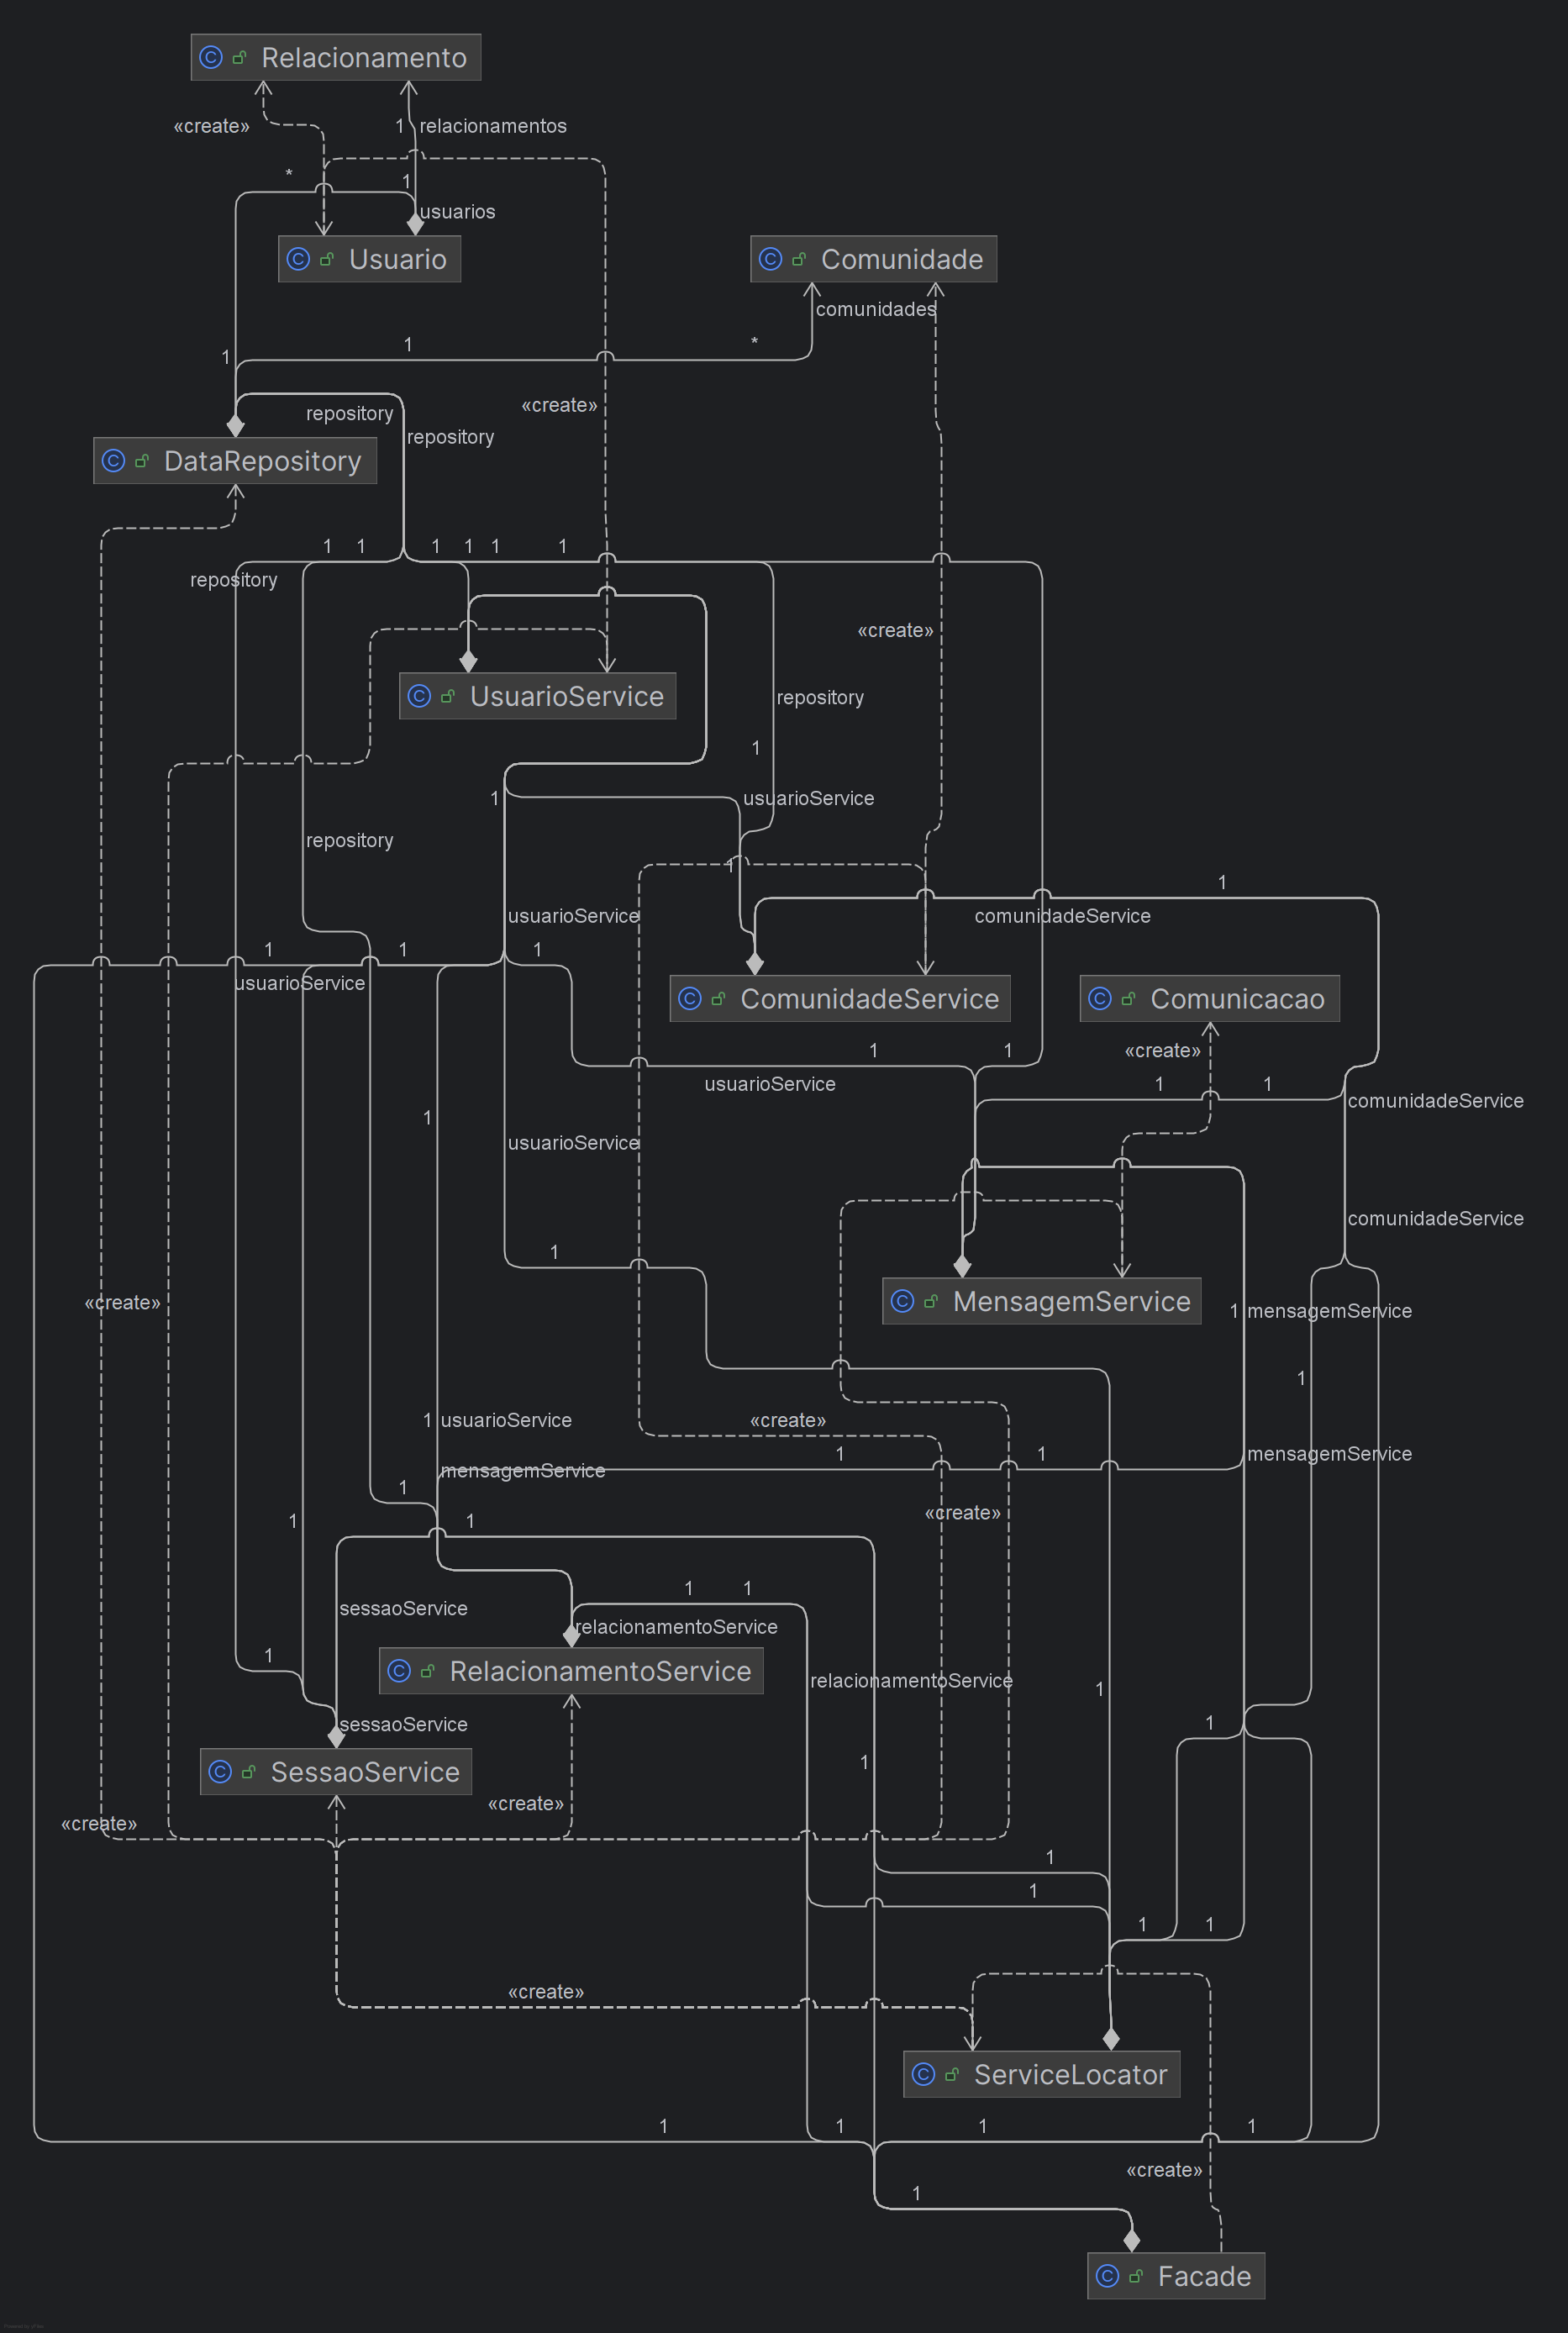 Relacionamento
«create»
1
relacionamentos
*
1
usuarios
Usuario
Comunidade
comunidades
1
1
*
«create»
repository
repository
DataRepository
1
1
1
1
1
1
repository
«create»
UsuarioService
repository
1
1
usuarioService
repository
1
1
usuarioService
comunidadeService
1
1
1
usuarioService
ComunidadeService
Comunicacao
1
1
«create»
usuarioService
1
1
comunidadeService
1
usuarioService
comunidadeService
1
«create»
MensagemService
1
mensagemService
1
1
usuarioService
«create»
1
1
mensagemService
mensagemService
1
«create»
1
1
1
1
sessaoService
relacionamentoService
1
RelacionamentoService
relacionamentoService
1
sessaoService
1
1
SessaoService
«create»
«create»
1
1
1
1
«create»
ServiceLocator
1
1
1
1
«create»
1
Facade